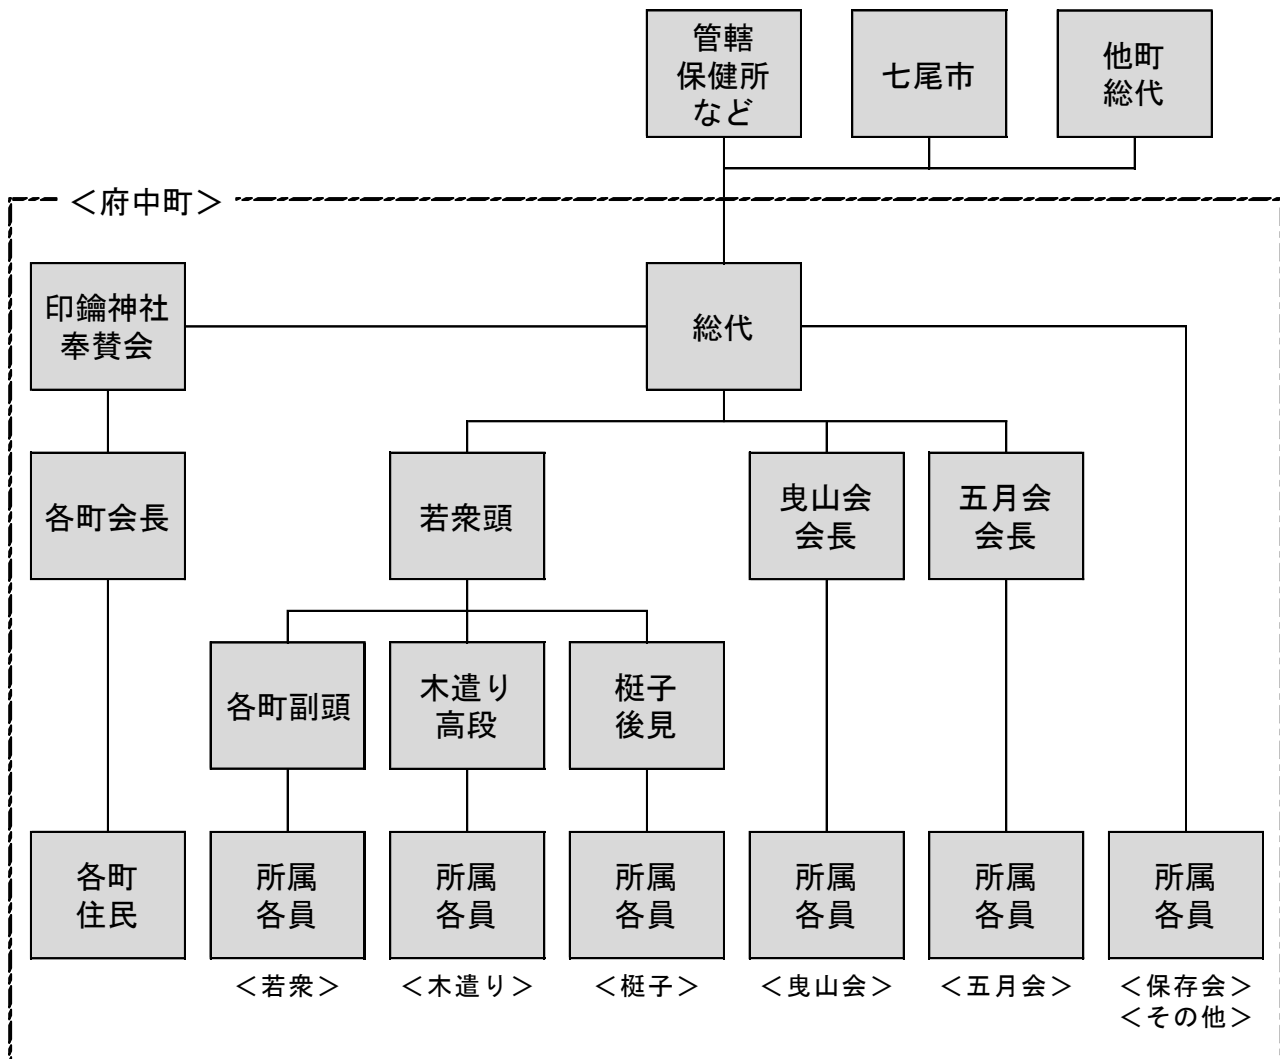 管轄
保健所
など
七尾市
他町
総代
＜府中町＞
印鑰神社
奉賛会
総代
各町会長
若衆頭
曳山会
会長
五月会
会長
各町副頭
木遣り
高段
梃子
後見
各町
住民
所属
各員
所属
各員
所属
各員
所属
各員
所属
各員
所属
各員
＜若衆＞
＜木遣り＞
＜梃子＞
＜曳山会＞
＜五月会＞
＜保存会＞
＜その他＞